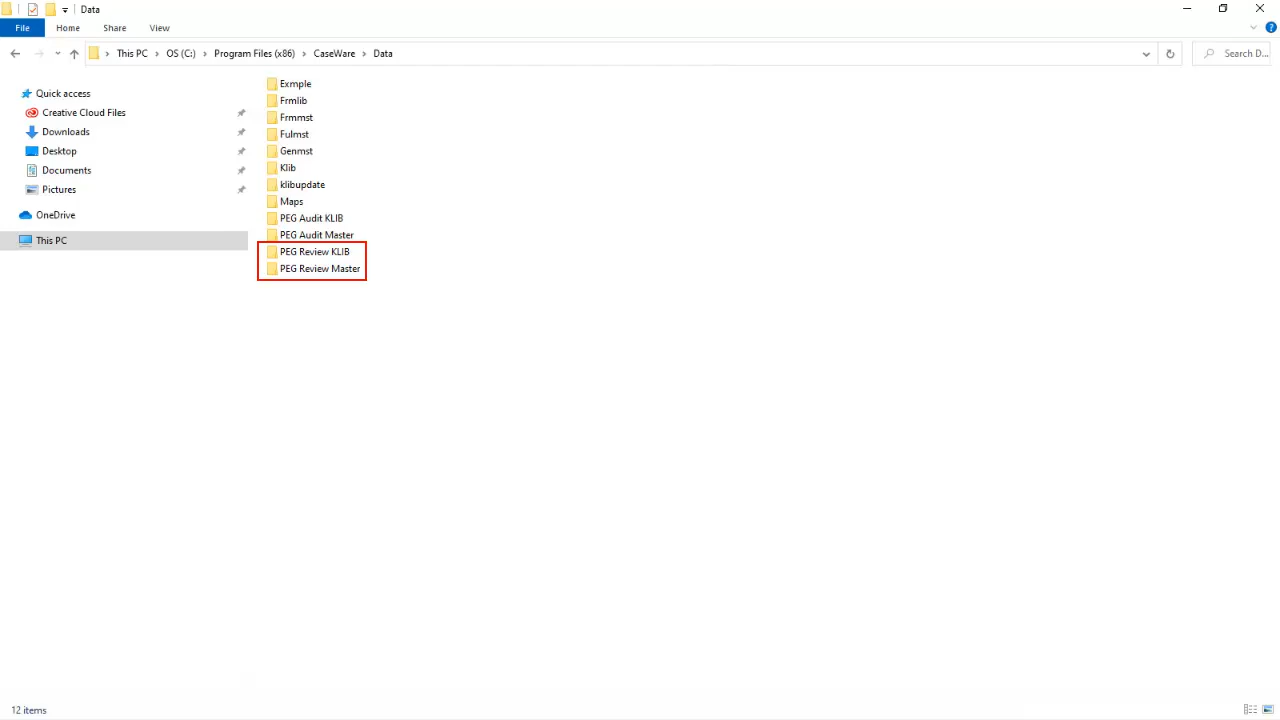 Data
File Home Share View
This PC > OS (C:) > Program Files (x86) > CaseWare > Data
Search D...
Quick access
Creative Cloud Files
Downloads
Desktop
Documents
Pictures
OneDrive
This PC
Exmple
Frmlib
Frmmst
Fulmst
Genmst
Klib
klibupdate
Maps
PEG Audit KLIB
PEG Audit Master
PEG Review KLIB
PEG Review Master
12 items